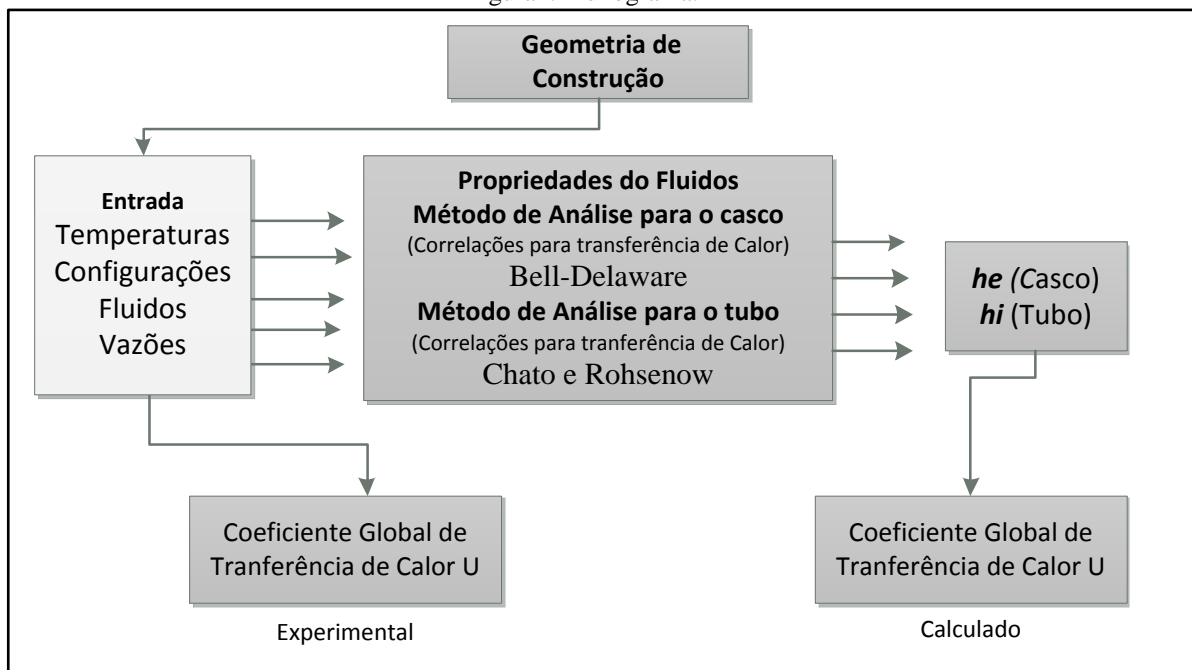 Geometria de
Construção
Entrada
Temperaturas
Configurações
Fluidos
Vazões
Propriedades do Fluidos
Método de Análise para o casco
(Correlações para transferência de Calor)
Bell-Delaware
Método de Análise para o tubo
(Correlações para tranferência de Calor)
Chato e Rohsenow
he (Casco)
hi (Tubo)
Coeficiente Global de
Tranferência de Calor U
Experimental
Coeficiente Global de
Tranferência de Calor U
Calculado